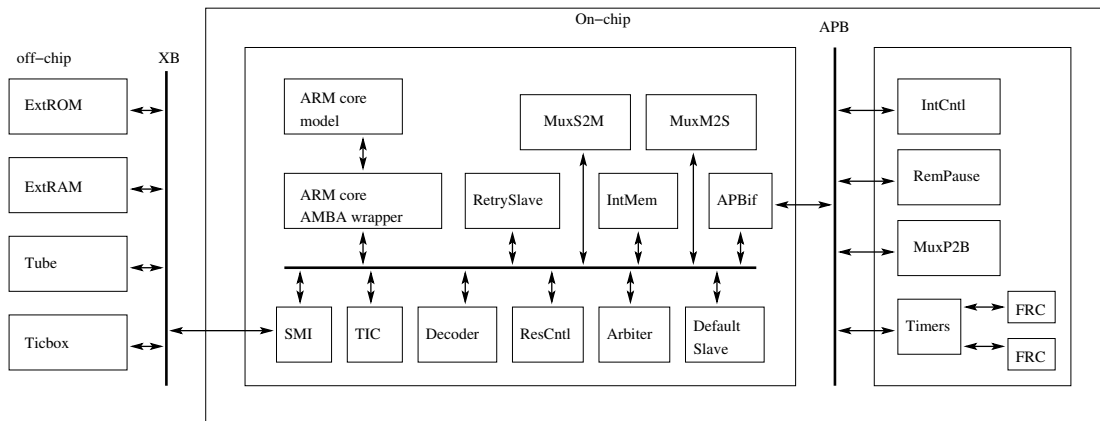 On-chip
off-chip
XB
APB
ExtROM
ExtRAM
Tube
Ticbox
ARM core
model
ARM core
AMBA wrapper
MuxS2M
MuxM2S
RetrySlave
IntMem
APBif
SMI
TIC
Decoder
ResCntl
Arbiter
Default
Slave
IntCntl
RemPause
MuxP2B
Timers
FRC
FRC